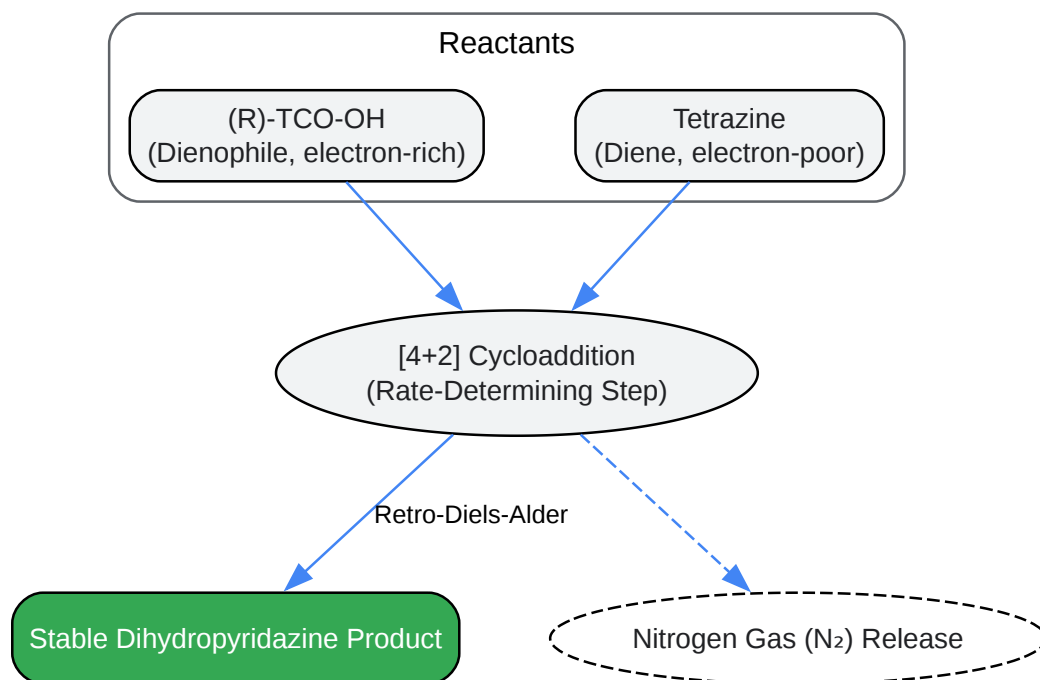 Reactants
(R)-TCO-OH
(Dienophile, electron-rich)
Tetrazine
(Diene, electron-poor)
[4+2] Cycloaddition
(Rate-Determining Step)
Retro-Diels-Alder
Stable Dihydropyridazine Product
Nitrogen Gas (N₂) Release